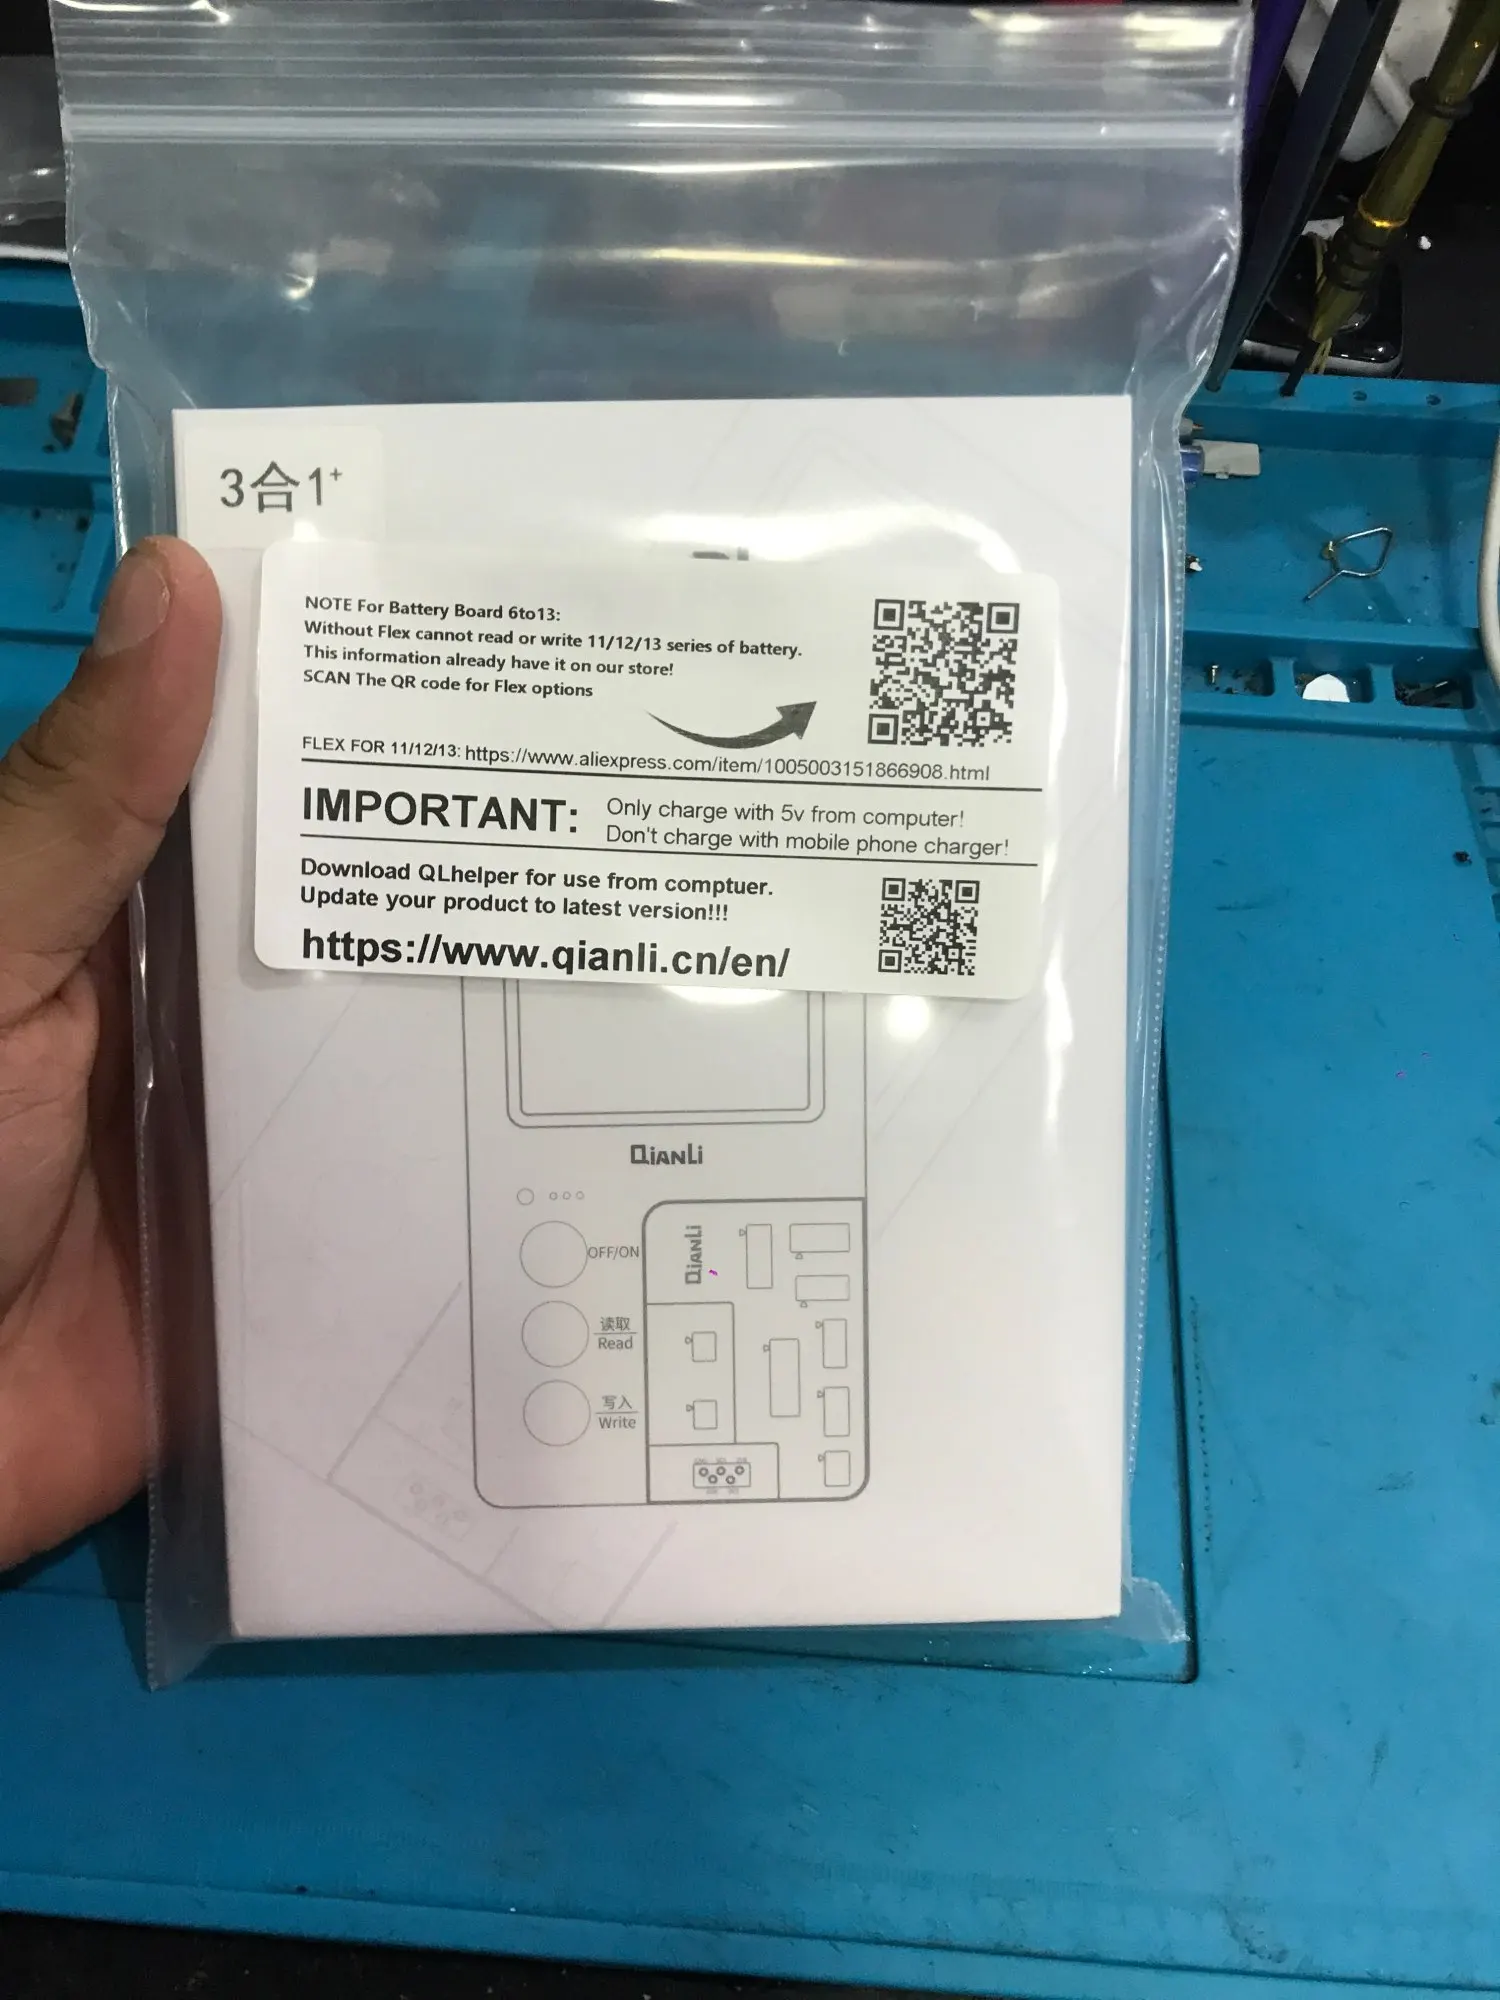 3合1+
NOTE For Battery Board 6to13:
Without Flex cannot read or write 11/12/13 series of battery.
This information already have it on our store!
SCAN The QR code for Flex options
FLEX FOR 11/12/13: https://www.aliexpress.com/item/1005003151866908.html
IMPORTANT:
Only charge with 5v from computer!
Don't charge with mobile phone charger!
Download QLhelper for use from comptuer.
Update your product to latest version!!!
https://www.qianli.cn/en/
QIANLI
OFF/ON
QIANLI
读取
Read
写入
Write